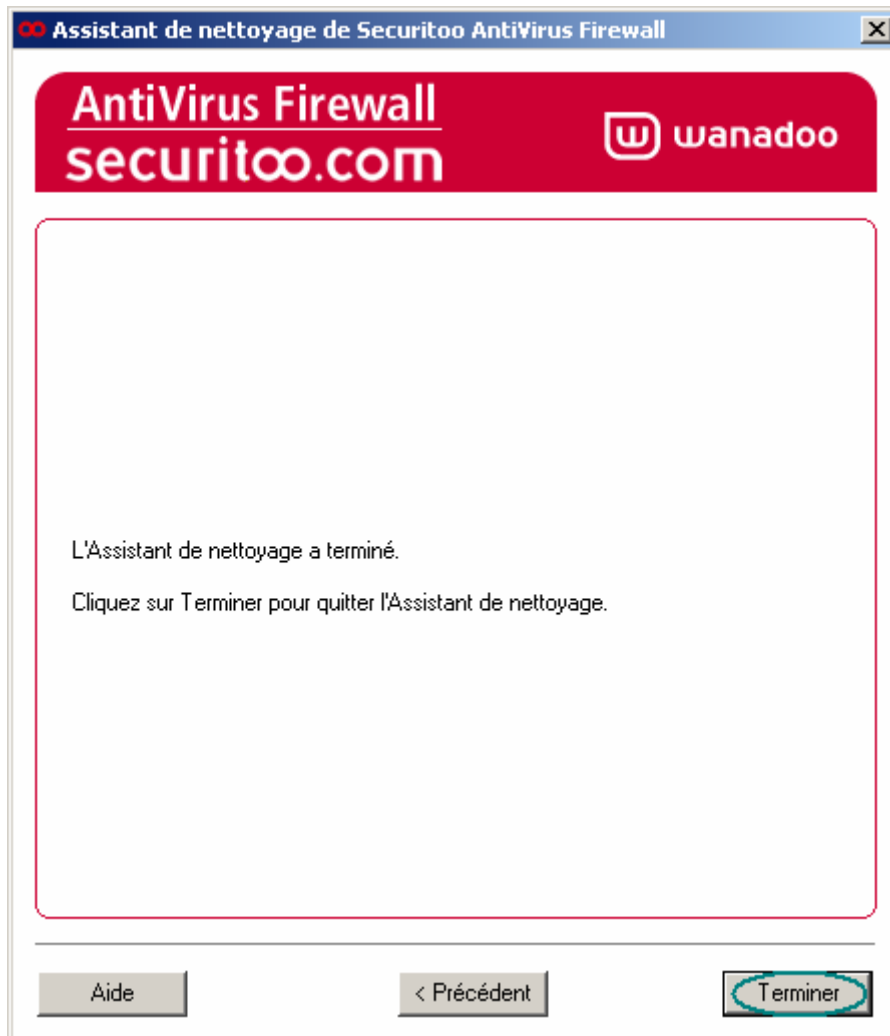 Assistant de nettoyage de Securitoo AntiVirus Firewall
AntiVirus Firewall
securitoo.com
wanadoo
L'Assistant de nettoyage a terminé.
Cliquez sur Terminer pour quitter l'Assistant de nettoyage.
Aide
< Précédent
Terminer